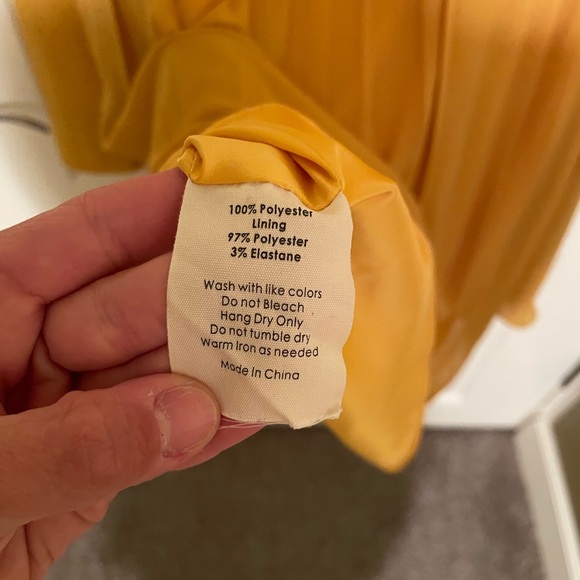 100% Polyester
Lining
97% Polyester
3% Elastane
Wash with like colors
Do not Bleach
Hang Dry Only
Do not tumble dry
Warm Iron as needed
Made In China